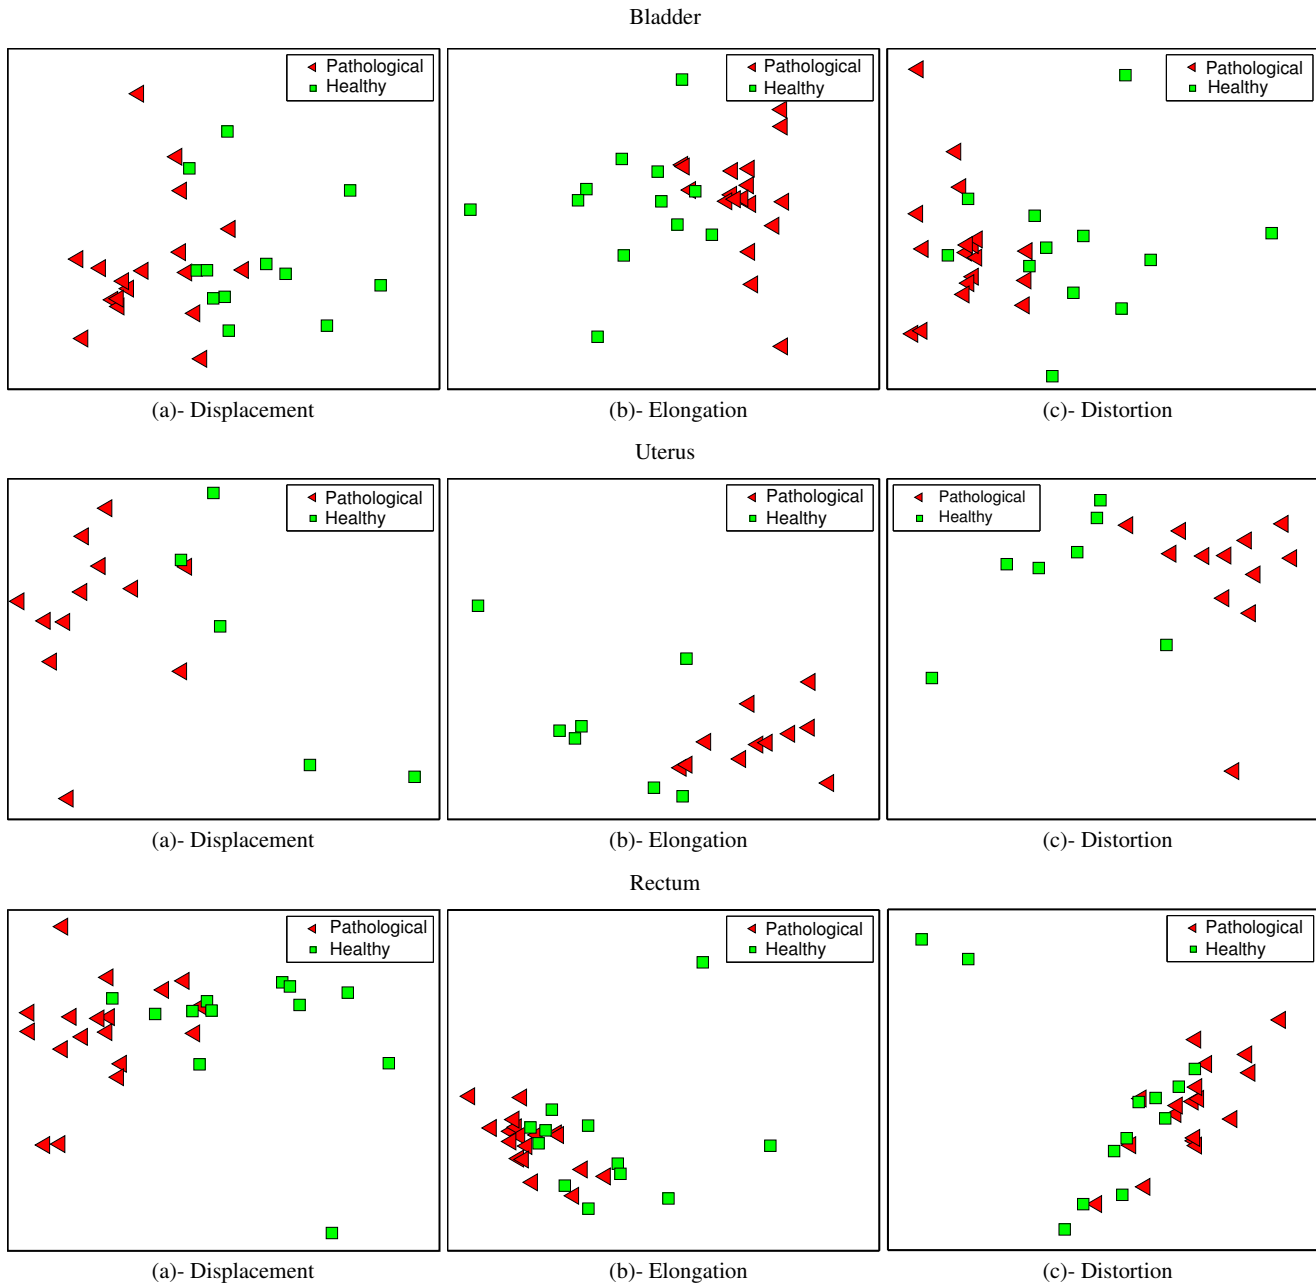 Bladder
Pathological
Healthy
Pathological
Healthy
Pathological
Healthy
(a)- Displacement
(b)- Elongation
(c)- Distortion
Uterus
Pathological
Healthy
Pathological
Healthy
Pathological
Healthy
(a)- Displacement
(b)- Elongation
(c)- Distortion
Rectum
Pathological
Healthy
Pathological
Healthy
Pathological
Healthy
(a)- Displacement
(b)- Elongation
(c)- Distortion